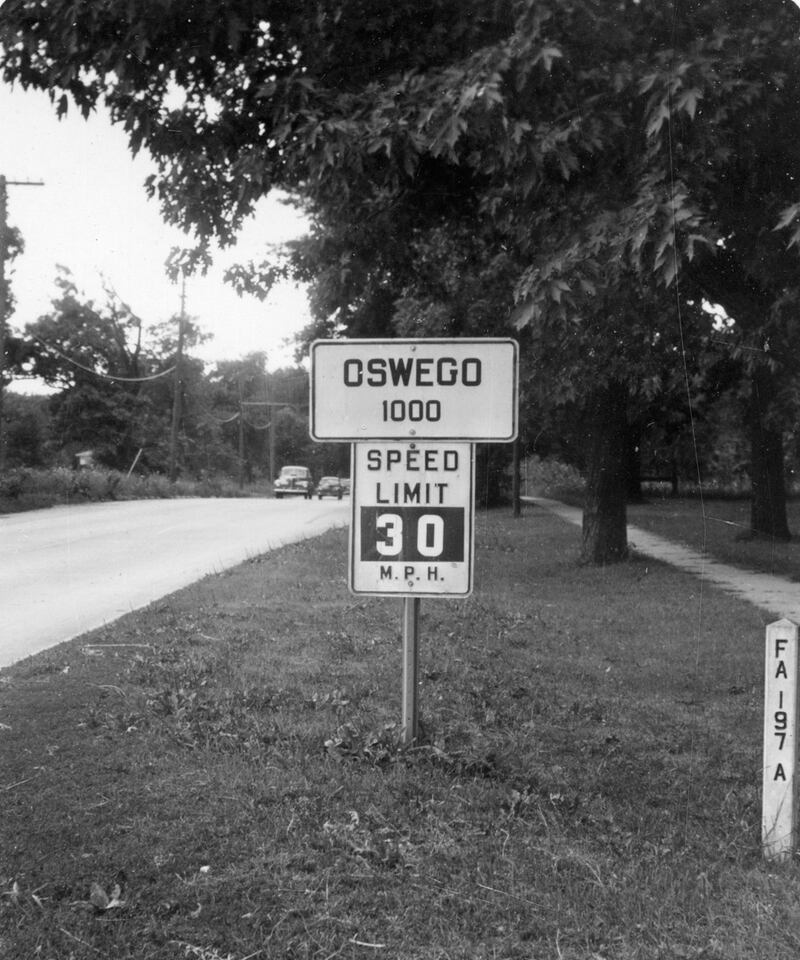 OSWEGO
1000
SPEED
LIMIT
30
M.P.H.
FA 197 A